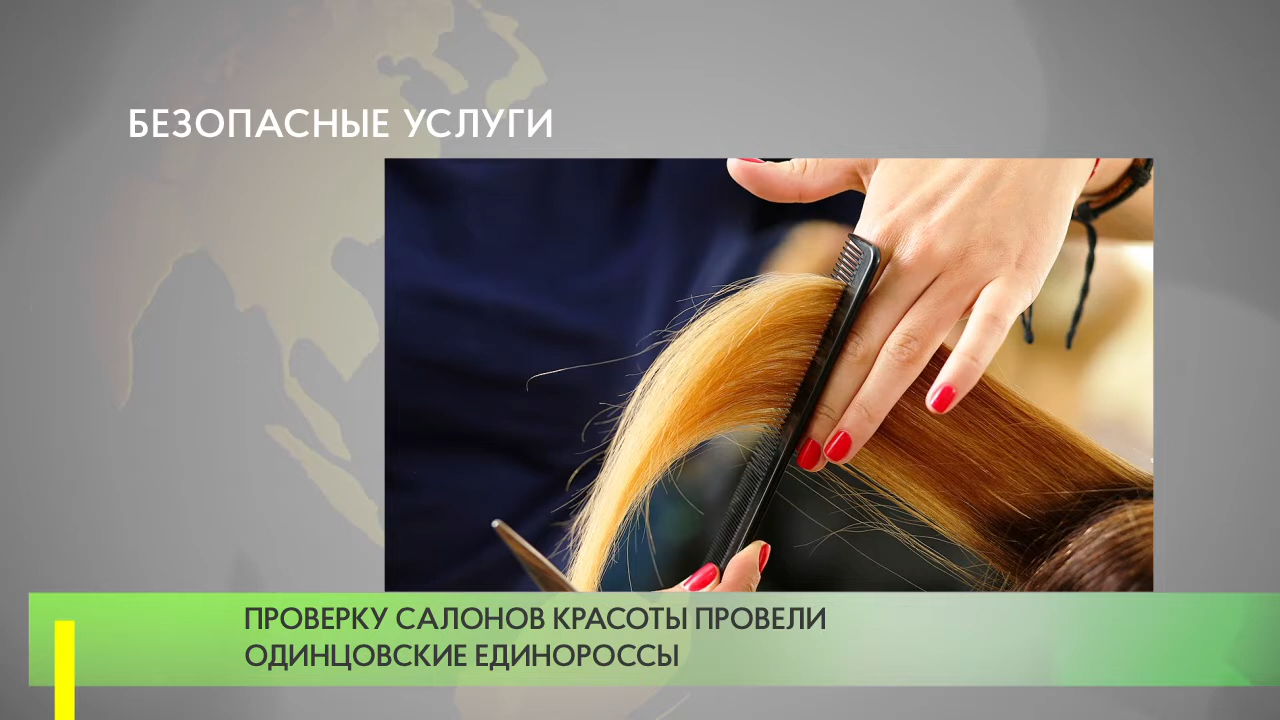 БЕЗОПАСНЫЕ УСЛУГИ
ПРОВЕРКУ САЛОНОВ КРАСОТЫ ПРОВЕЛИ
ОДИНЦОВСКИЕ ЕДИНОРОССЫ